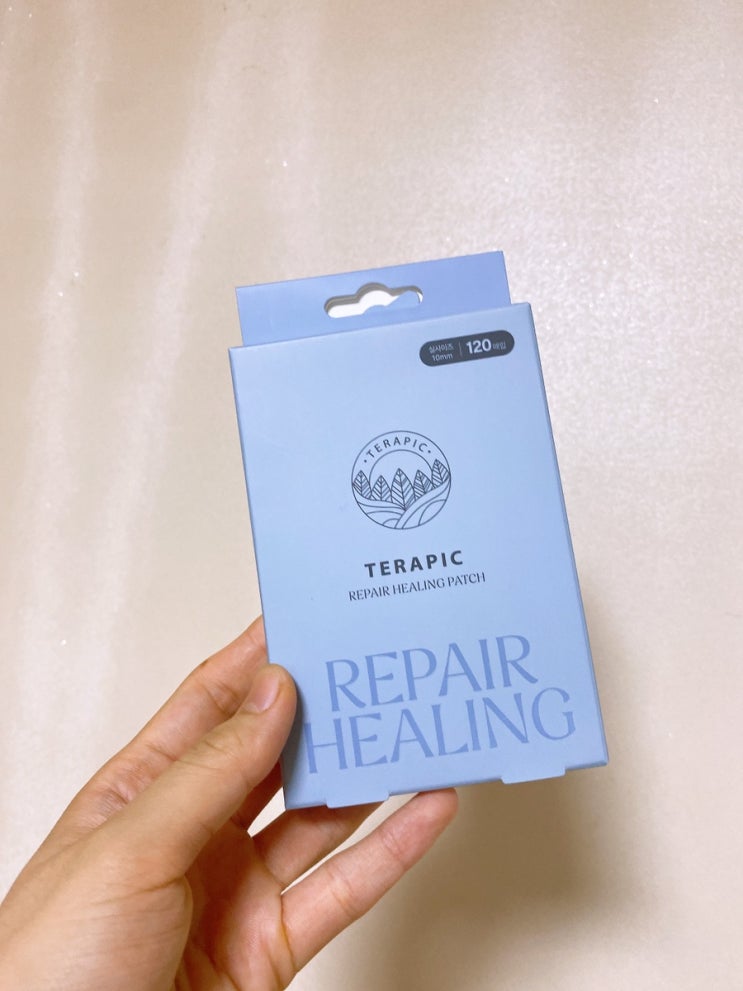 실사이즈
10mm
120매입
• TERAPIC •
TERAPIC
REPAIR HEALING PATCH
REPAIR
HEALING